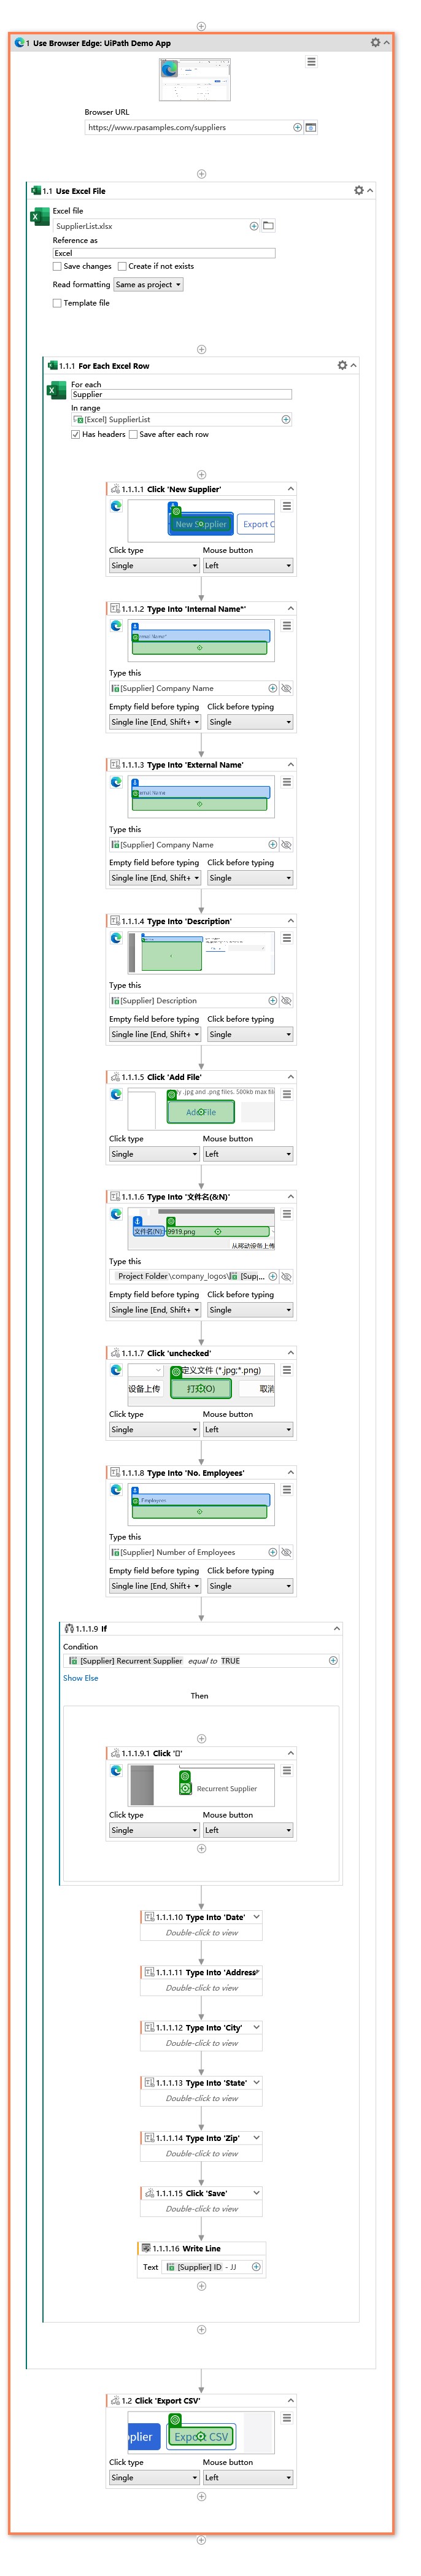 1 Use Browser Edge: UiPath Demo App
Browser URL
https://www.rpasamples.com/suppliers
1.1 Use Excel File
Excel file
SupplierList.xlsx
Reference as
Excel
Save changes Create if not exists
Read formatting Same as project
Template file
1.1.1 For Each Excel Row
For each
Supplier
In range
[Excel] SupplierList
Has headers Save after each row
1.1.1.1 Click 'New Supplier'
New Supplier Export C
Click type Mouse button
Single Left
1.1.1.2 Type Into 'Internal Name*'
Type this
[Supplier] Company Name
Empty field before typing Click before typing
Single line [End, Shift+ Single
1.1.1.3 Type Into 'External Name'
Type this
[Supplier] Company Name
Empty field before typing Click before typing
Single line [End, Shift+ Single
1.1.1.4 Type Into 'Description'
Type this
[Supplier] Description
Empty field before typing Click before typing
Single line [End, Shift+ Single
1.1.1.5 Click 'Add File'
y .jpg and .png files. 500kb max fil
Add File
Click type Mouse button
Single Left
1.1.1.6 Type Into '文件名(&N)'
文件名(N): 9919.png
从移动设备上传
Type this
Project Folder\company_logos\ [Sup...
Empty field before typing Click before typing
Single line [End, Shift+ Single
1.1.1.7 Click 'unchecked'
定义文件 (*.jpg;*.png)
设备上传 打开(O) 取消
Click type Mouse button
Single Left
1.1.1.8 Type Into 'No. Employees'
Employees
Type this
[Supplier] Number of Employees
Empty field before typing Click before typing
Single line [End, Shift+ Single
1.1.1.9 If
Condition
[Supplier] Recurrent Supplier equal to TRUE
Show Else
Then
1.1.1.9.1 Click '▯'
Recurrent Supplier
Click type Mouse button
Single Left
1.1.1.10 Type Into 'Date'
Double-click to view
1.1.1.11 Type Into 'Address*
Double-click to view
1.1.1.12 Type Into 'City'
Double-click to view
1.1.1.13 Type Into 'State'
Double-click to view
1.1.1.14 Type Into 'Zip'
Double-click to view
1.1.1.15 Click 'Save'
Double-click to view
1.1.1.16 Write Line
Text [Supplier] ID - JJ
1.2 Click 'Export CSV'
pplier Export CSV
Click type Mouse button
Single Left